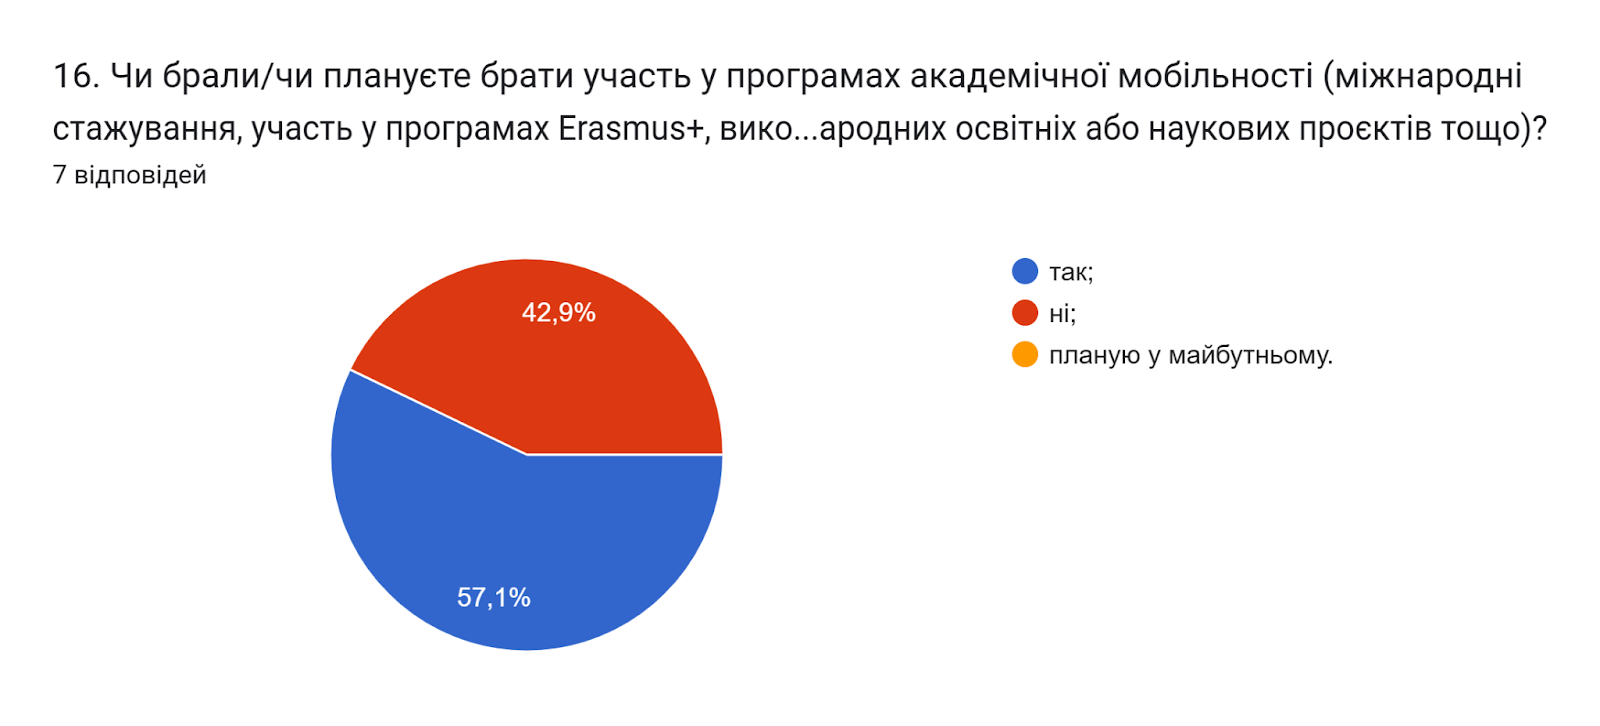 16. Чи брали/чи плануєте брати участь у програмах академічної мобільності (міжнародні
стажування, участь у програмах Erasmus+, вико...ародних освітніх або наукових проєктів тощо)?
7 відповідей
так;
ні;
планую у майбутньому.
42,9%
57,1%